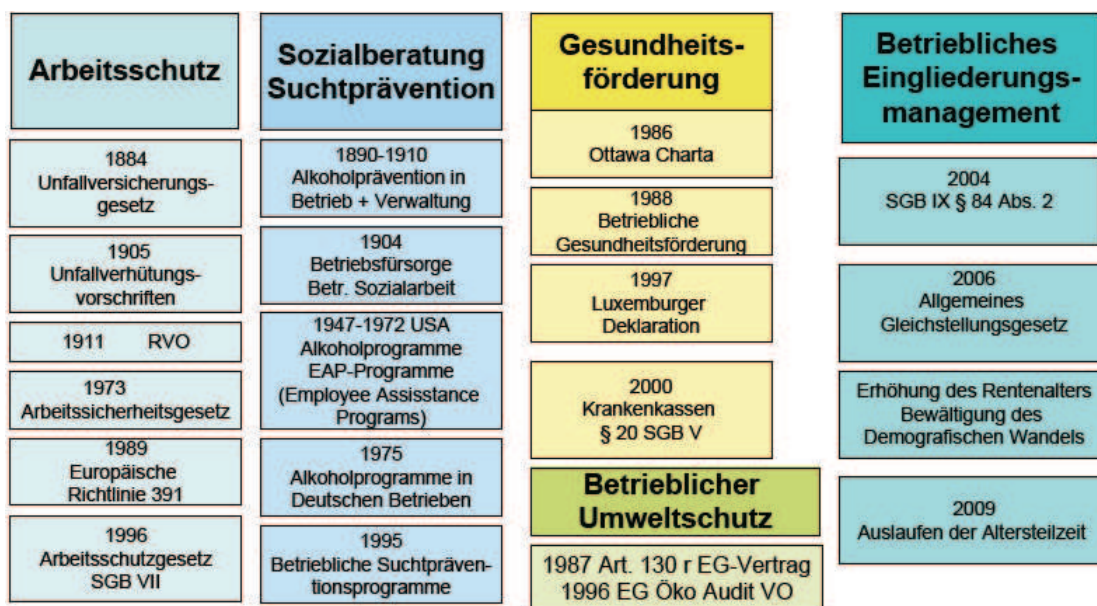 Arbeitsschutz
1884
Unfallversicherungs-
gesetz
1905
Unfallverhütungs-
vorschriften
1911 RVO
1973
Arbeitssicherheitsgesetz
1989
Europäische
Richtlinie 391
1996
Arbeitsschutzgesetz
SGB VII
Sozialberatung
Suchtprävention
1890-1910
Alkoholprävention in
Betrieb + Verwaltung
1904
Betriebsfürsorge
Betr. Sozialarbeit
1947-1972 USA
Alkoholprogramme
EAP-Programme
(Employee Assisstance
Programs)
1975
Alkoholprogramme in
Deutschen Betrieben
1995
Betriebliche Suchtpräven-
tionsprogramme
Gesundheits-
förderung
1986
Ottawa Charta
1988
Betriebliche
Gesundheitsförderung
1997
Luxemburger
Deklaration
2000
Krankenkassen
§ 20 SGB V
Betrieblicher
Umweltschutz
1987 Art. 130 r EG-Vertrag
1996 EG Öko Audit VO
Betriebliches
Eingliederungs-
management
2004
SGB IX § 84 Abs. 2
2006
Allgemeines
Gleichstellungsgesetz
Erhöhung des Rentenalters
Bewältigung des
Demografischen Wandels
2009
Auslaufen der Altersteilzeit